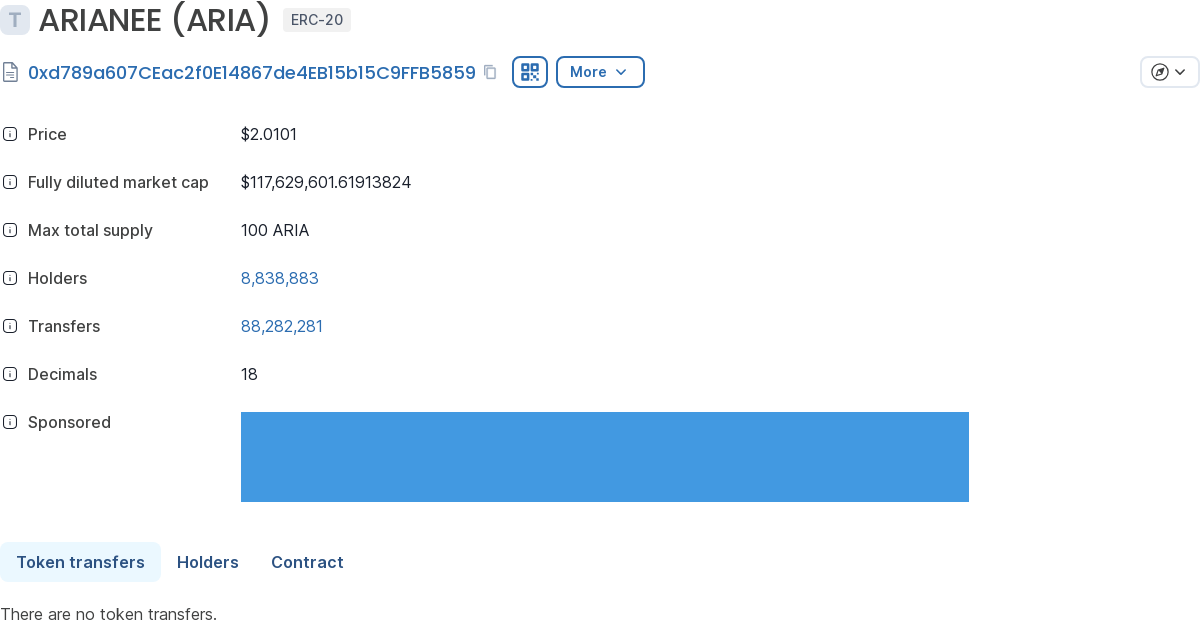 T ARIANEE (ARIA) ERC-20
0xd789a607CEac2f0E14867de4EB15b15C9FFB5859 More
Price $2.0101
Fully diluted market cap $117,629,601.61913824
Max total supply 100 ARIA
Holders 8,838,883
Transfers 88,282,281
Decimals 18
Sponsored
Token transfers Holders Contract
There are no token transfers.